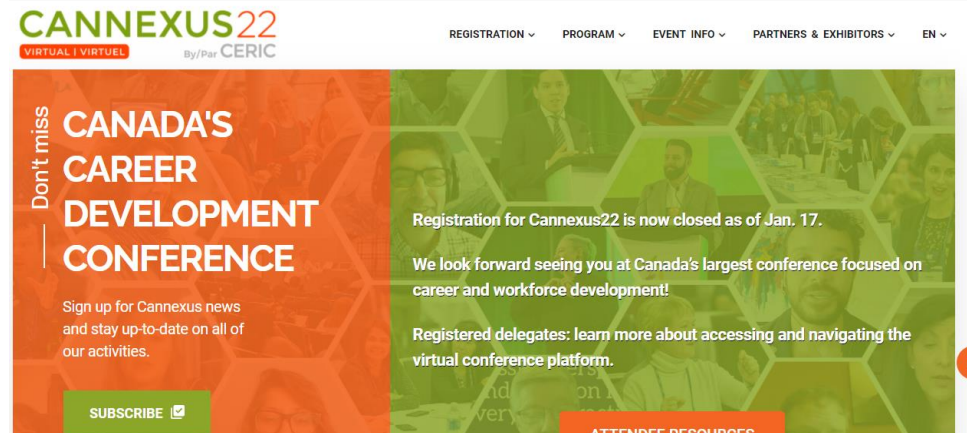 CANNEXUS22
VIRTUAL | VIRTUEL
By/Par CERIC
REGISTRATION
PROGRAM
EVENT INFO
PARTNERS & EXHIBITORS
EN
Don't miss
CANADA'S
CAREER
DEVELOPMENT
CONFERENCE
Sign up for Cannexus news
and stay up-to-date on all of
our activities.
SUBSCRIBE
Registration for Cannexus22 is now closed as of Jan. 17.
We look forward seeing you at Canada's largest conference focused on
career and workforce development!
Registered delegates: learn more about accessing and navigating the
virtual conference platform.
ATTENDEE RESOURCES